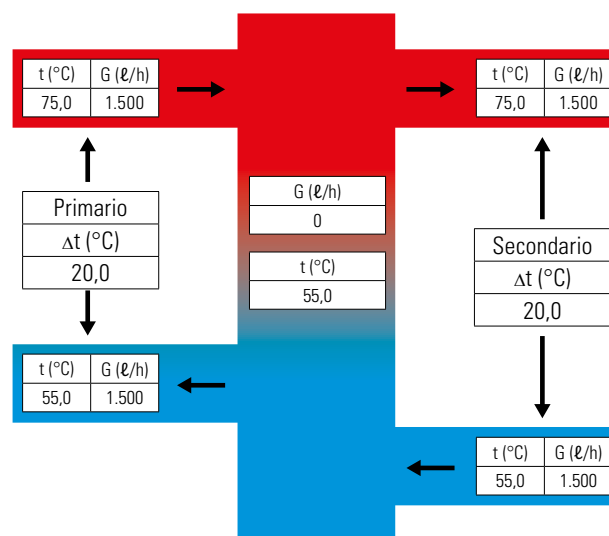 t (°C) G (ℓ/h)
75,0 1.500
t (°C) G (ℓ/h)
75,0 1.500
G (ℓ/h)
0
Primario
Δt (°C)
20,0
t (°C)
55,0
Secondario
Δt (°C)
20,0
t (°C) G (ℓ/h)
55,0 1.500
t (°C) G (ℓ/h)
55,0 1.500